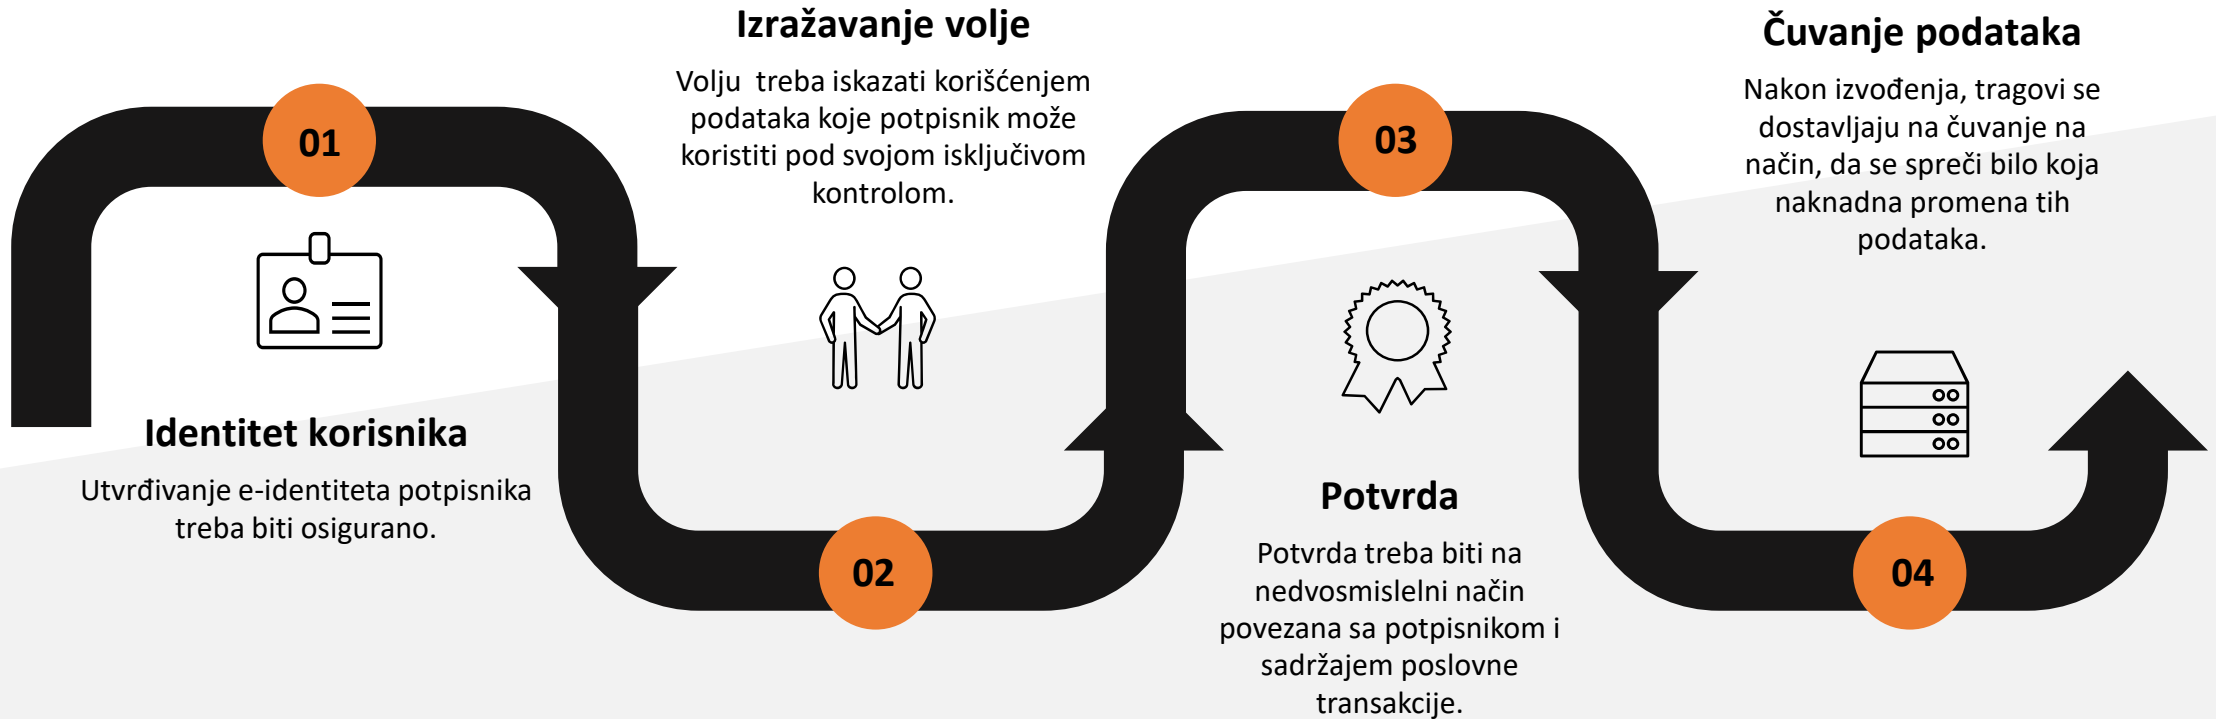 01
Identitet korisnika
Utvrđivanje e-identiteta potpisnika
treba biti osigurano.
Izražavanje volje
Volju  treba iskazati korišćenjem
podataka koje potpisnik može
koristiti pod svojom isključivom
kontrolom.
02
03
Potvrda
Potvrda treba biti na
nedvosmislelni način
povezana sa potpisnikom i
sadržajem poslovne
transakcije.
Čuvanje podataka
Nakon izvođenja, tragovi se
dostavljaju na čuvanje na
način, da se spreči bilo koja
naknadna promena tih
podataka.
04